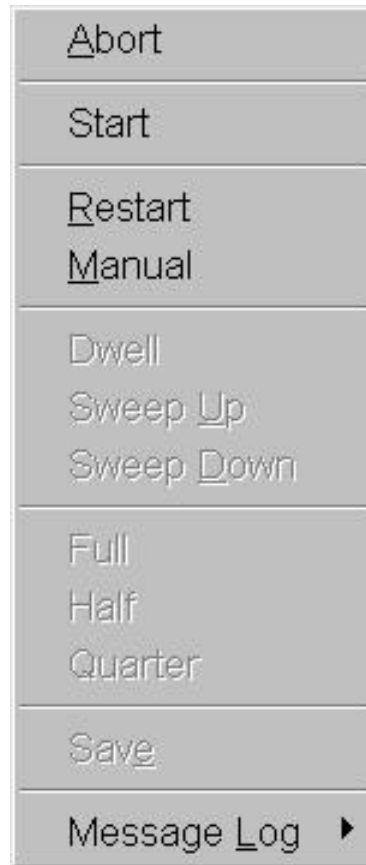 Abort
Start
Restart
Manual
Dwell
Sweep Up
Sweep Down
Full
Half
Quarter
Save
Message Log